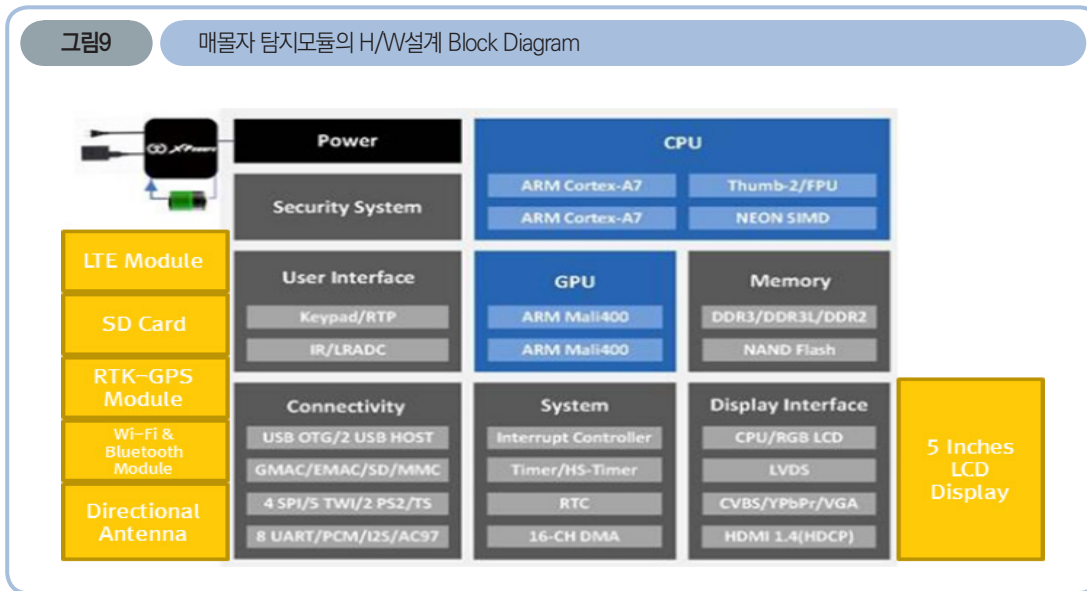 그림9
매몰자 탐지모듈의 H/W설계 Block Diagram
Power
CPU
ARM Cortex-A7
Thumb-2/FPU
ARM Cortex-A7
NEON SIMD
Security System
LTE Module
SD Card
RTK-GPS
Module
Wi-Fi &
Bluetooth
Module
Directional
Antenna
User Interface
Keypad/RTP
IR/LRADC
GPU
ARM Mali400
ARM Mali400
Memory
DDR3/DDR3L/DDR2
NAND Flash
Connectivity
USB OTG/2 USB HOST
GMAC/EMAC/SD/MMC
4 SPI/5 TWI/2 PS2/TS
8 UART/PCM/I2S/AC97
System
Interrupt Controller
Timer/HS-Timer
RTC
16-CH DMA
Display Interface
CPU/RGB LCD
LVDS
CVBS/YPbPr/VGA
HDMI 1.4(HDCP)
5 Inches
LCD
Display